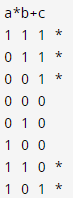 a*b+c
1 1 1 *
0 1 1 *
0 0 1 *
0 0 0
0 1 0
1 0 0
1 1 0 *
1 0 1 *